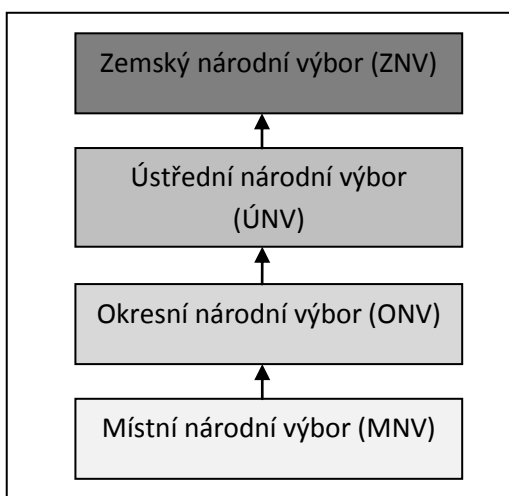 Zemský národní výbor (ZNV)
Ústřední národní výbor
(ÚNV)
Okresní národní výbor (ONV)
Místní národní výbor (MNV)